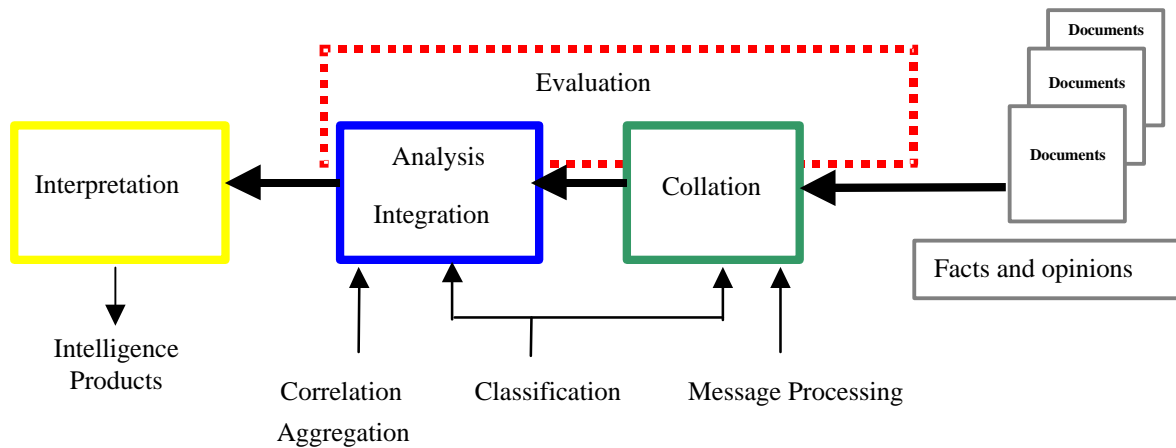 Documents
Documents
Documents
Evaluation
Interpretation
Analysis
Integration
Collation
Facts and opinions
Intelligence
Products
Correlation
Aggregation
Classification
Message Processing